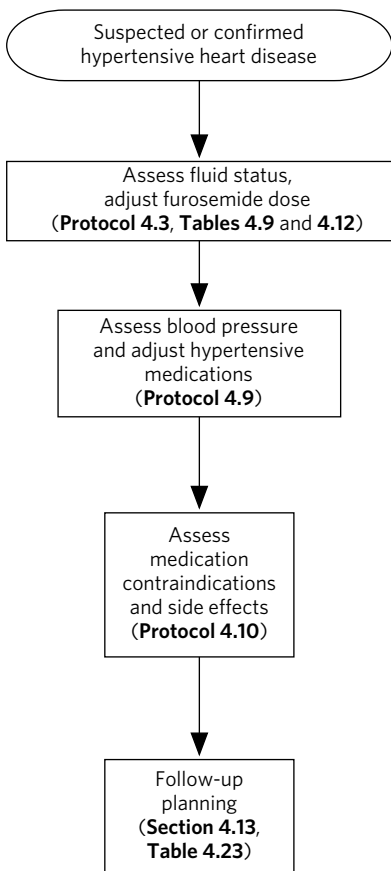 Suspected or confirmed
hypertensive heart disease
Assess fluid status,
adjust furosemide dose
(Protocol 4.3, Tables 4.9 and 4.12)
Assess blood pressure
and adjust hypertensive
medications
(Protocol 4.9)
Assess
medication
contraindications
and side effects
(Protocol 4.10)
Follow-up
planning
(Section 4.13,
Table 4.23)